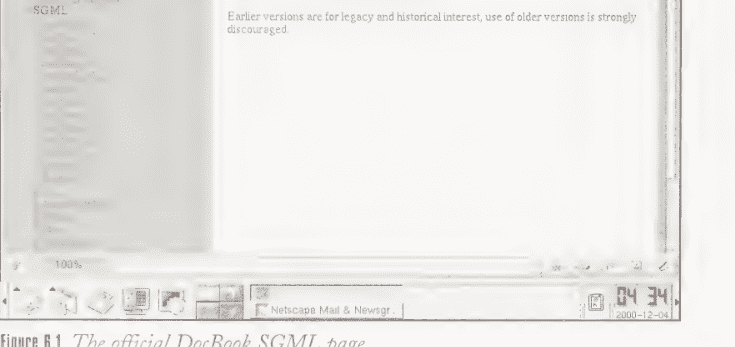 SGML
Earlier versions are for legacy and historical interest, use of older versions is strongly
discouraged.
100%
Netscape Mail & Newsgr.
04 34
2000-12-04
Figure 6.1 The official DocBook SGML page